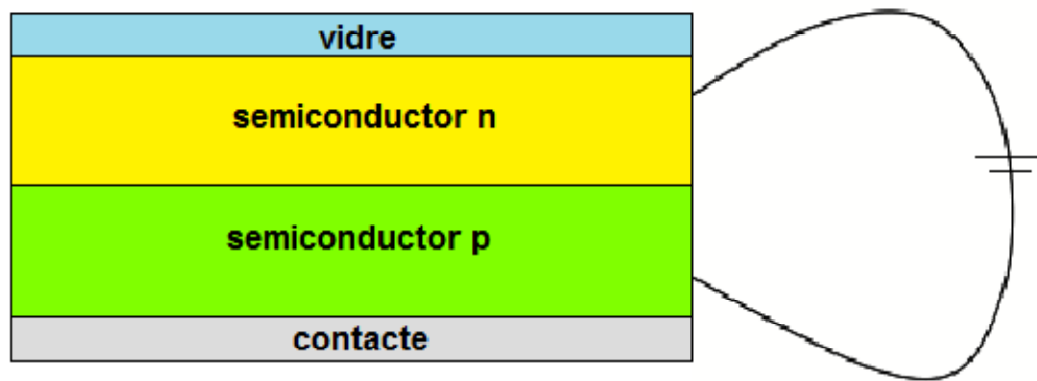 vidre
semiconductor n
semiconductor p
contacte